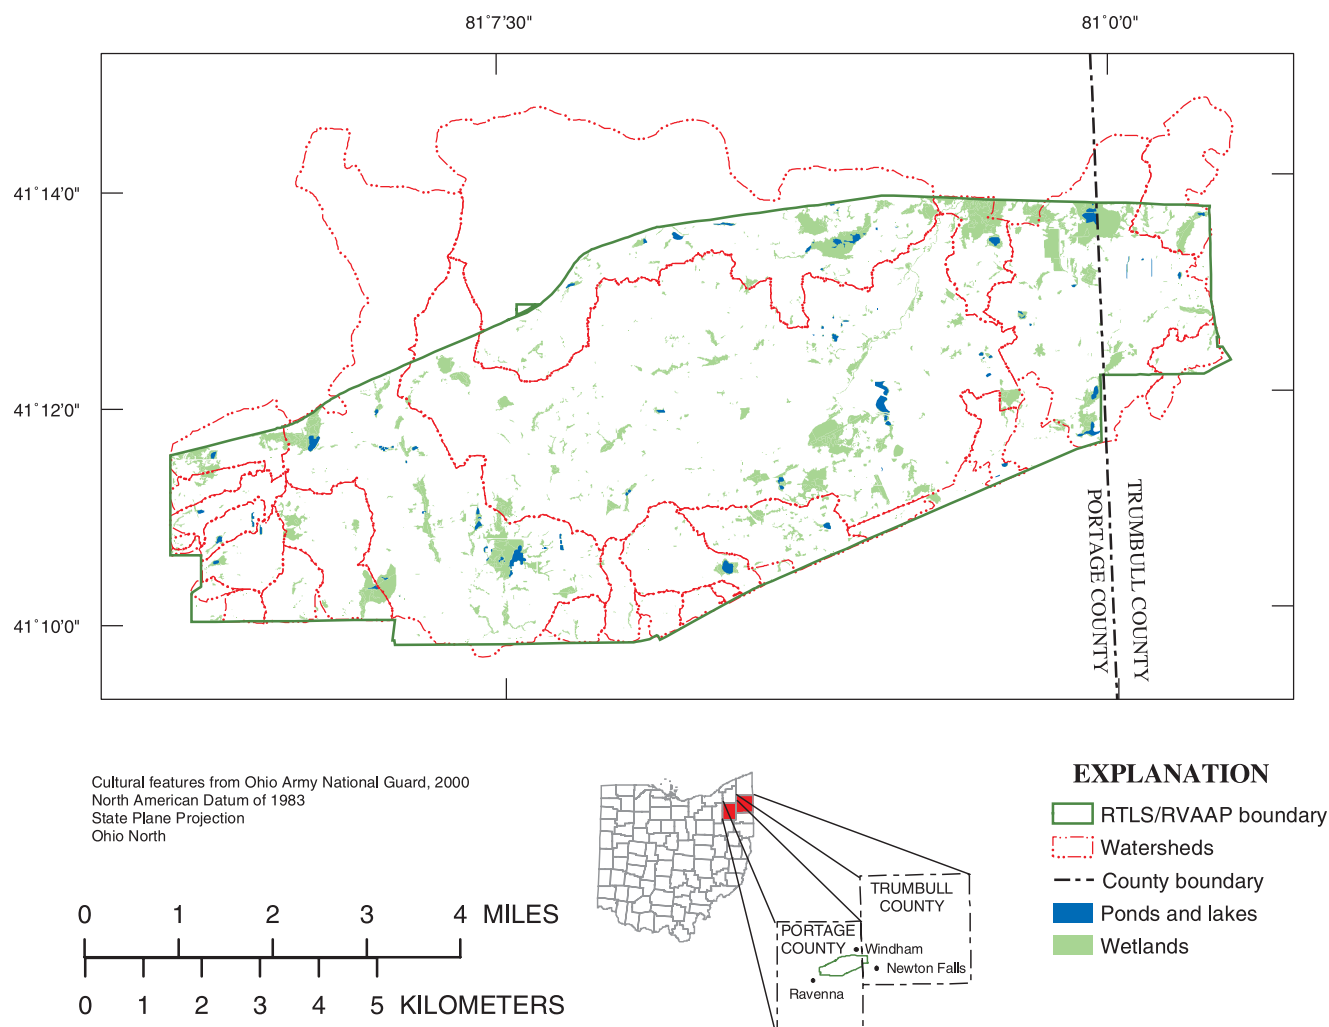 81°7'30"
81°0'0"
41°14'0"
41°12'0"
41°10'0"
TRUMBULL COUNTY
PORTAGE COUNTY
Cultural features from Ohio Army National Guard, 2000
North American Datum of 1983
State Plane Projection
Ohio North
0 1 2 3 4 MILES
0 1 2 3 4 5 KILOMETERS
TRUMBULL
COUNTY
PORTAGE
COUNTY
Windham
Newton Falls
Ravenna
EXPLANATION
RTLS/RVAAP boundary
Watersheds
County boundary
Ponds and lakes
Wetlands